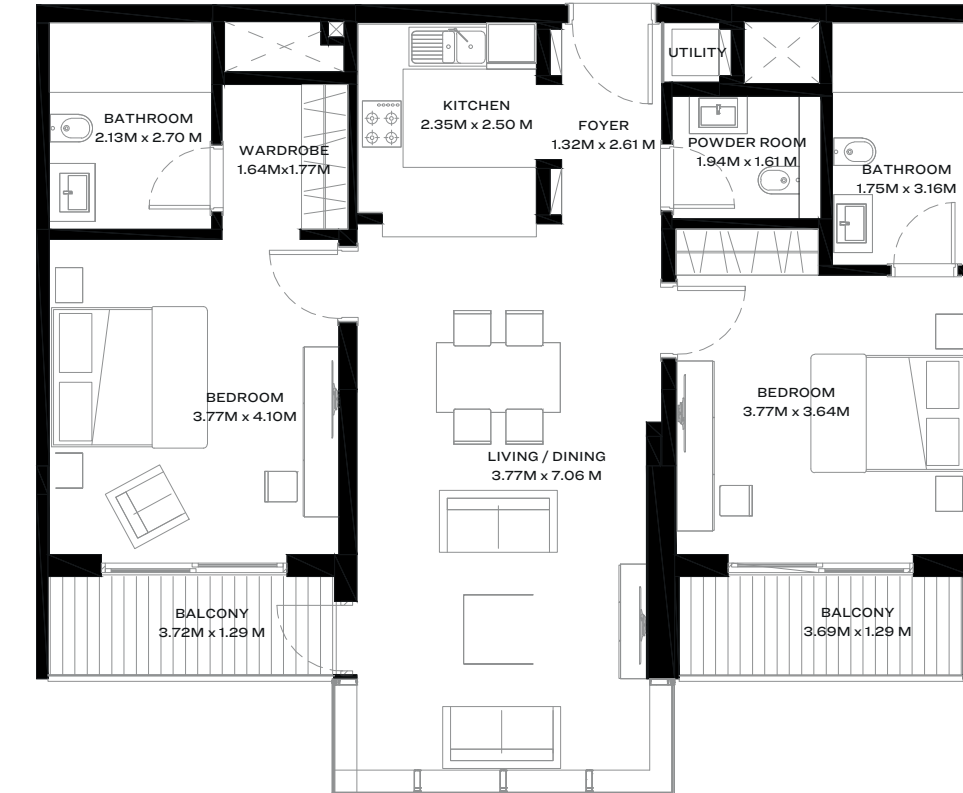 UTILITY
KITCHEN
2.35M x 2.50 M
BATHROOM
2.13M x 2.70 M
FOYER
1.32M x 2.61 M
WARDROBE
1.64Mx1.77M
POWDER ROOM
1.94M x 1.61 M
BATHROOM
1.75M x 3.16M
BEDROOM
3.77M x 4.10M
BEDROOM
3.77M x 3.64M
LIVING / DINING
3.77M x 7.06 M
BALCONY
3.72M x 1.29 M
BALCONY
3.69M x 1.29 M